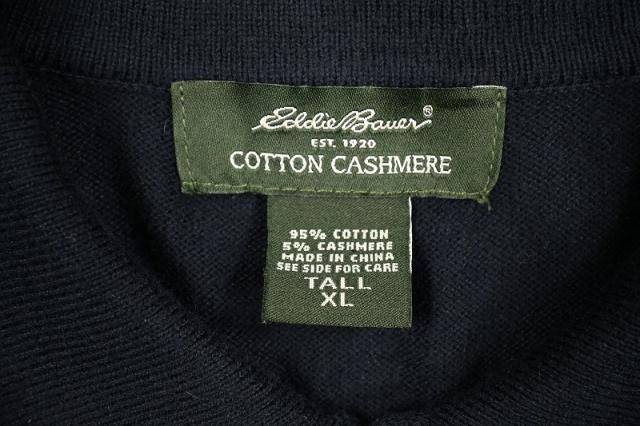 Eddie Bauer®
EST. 1920
COTTON CASHMERE
95% COTTON
5% CASHMERE
MADE IN CHINA
SEE SIDE FOR CARE
TALL
XL